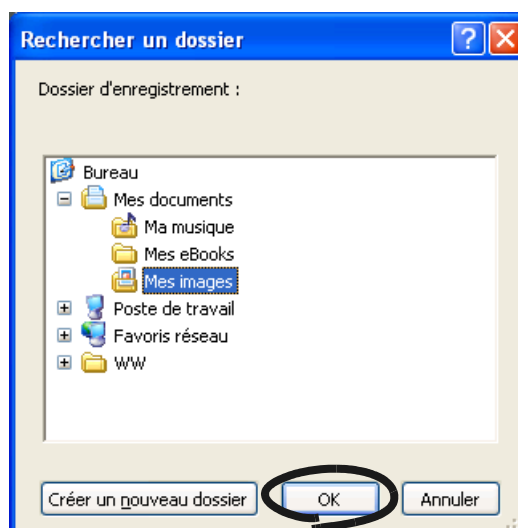 Rechercher un dossier
Dossier d'enregistrement :
Bureau
Mes documents
Ma musique
Mes eBooks
Mes images
Poste de travail
Favoris réseau
WW
Créer un nouveau dossier OK Annuler